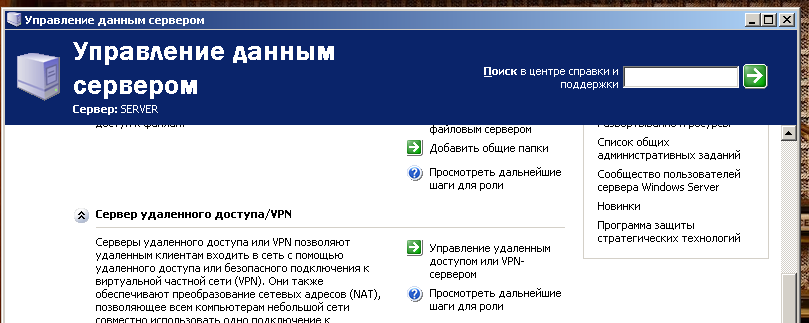 Управление данным сервером
Управление данным
сервером
Сервер: SERVER
Поиск в центре справки и
поддержки
файловым сервером
Добавить общие папки
Просмотреть дальнейшие
шаги для роли
Список общих
административных заданий
Сообщество пользователей
сервера Windows Server
Новинки
Программа защиты
стратегических технологий
Сервер удаленного доступа/VPN
Серверы удаленного доступа или VPN позволяют
удаленным клиентам входить в сеть с помощью
удаленного доступа или безопасного подключения к
виртуальной частной сети (VPN). Они также
обеспечивают преобразование сетевых адресов (NAT),
позволяющее всем компьютерам небольшой сети
совместно использовать одно подключение к
Управление удаленным
доступом или VPN-
сервером
Просмотреть дальнейшие
шаги для роли